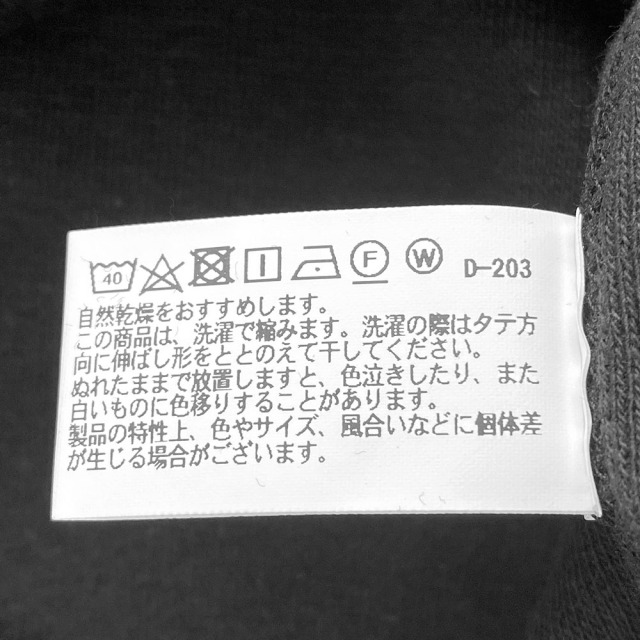 40 F W D-203
自然乾燥をおすすめします。
この商品は、洗濯で縮みます。洗濯の際はタテ方
向に伸ばし形をととのえて干してください。
ぬれたままで放置しますと、色泣きしたり、また
白いものに色移りすることがあります。
製品の特性上、色やサイズ、風合いなどに個体差
が生じる場合がございます。